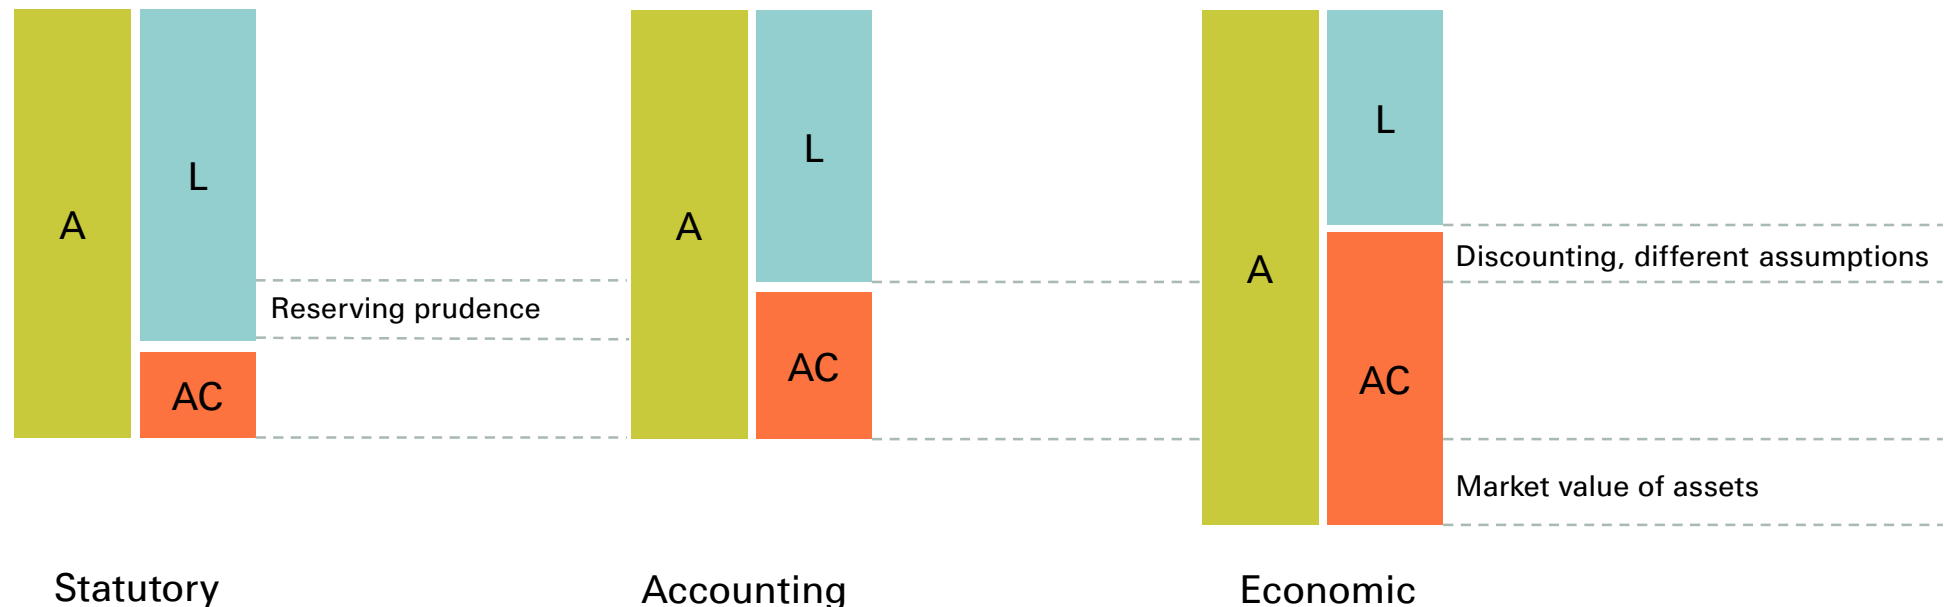 A
L
Reserving prudence
AC
Statutory
A
L
AC
Accounting
A
L
Discounting, different assumptions
AC
Market value of assets
Economic